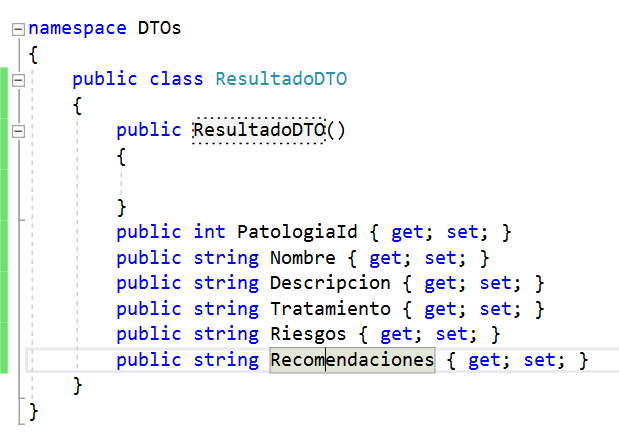 namespace DTOs
{
    public class ResultadoDTO
    {
        public ResultadoDTO()
        {

        }
        public int PatologiaId { get; set; }
        public string Nombre { get; set; }
        public string Descripcion { get; set; }
        public string Tratamiento { get; set; }
        public string Riesgos { get; set; }
        public string Recomendaciones { get; set; }
    }
}